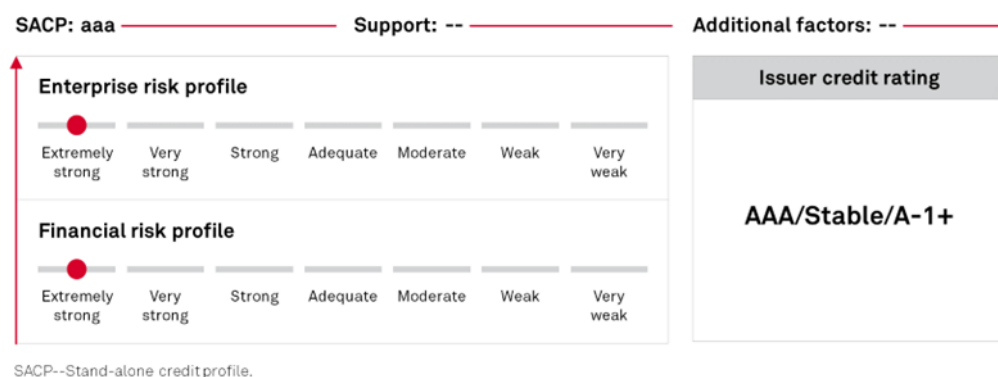 SACP: aaa Support: -- Additional factors: --
Enterprise risk profile
Extremely strong Very strong Strong Adequate Moderate Weak Very weak
Financial risk profile
Extremely strong Very strong Strong Adequate Moderate Weak Very weak
Issuer credit rating
AAA/Stable/A-1+
SACP--Stand-alone credit profile.